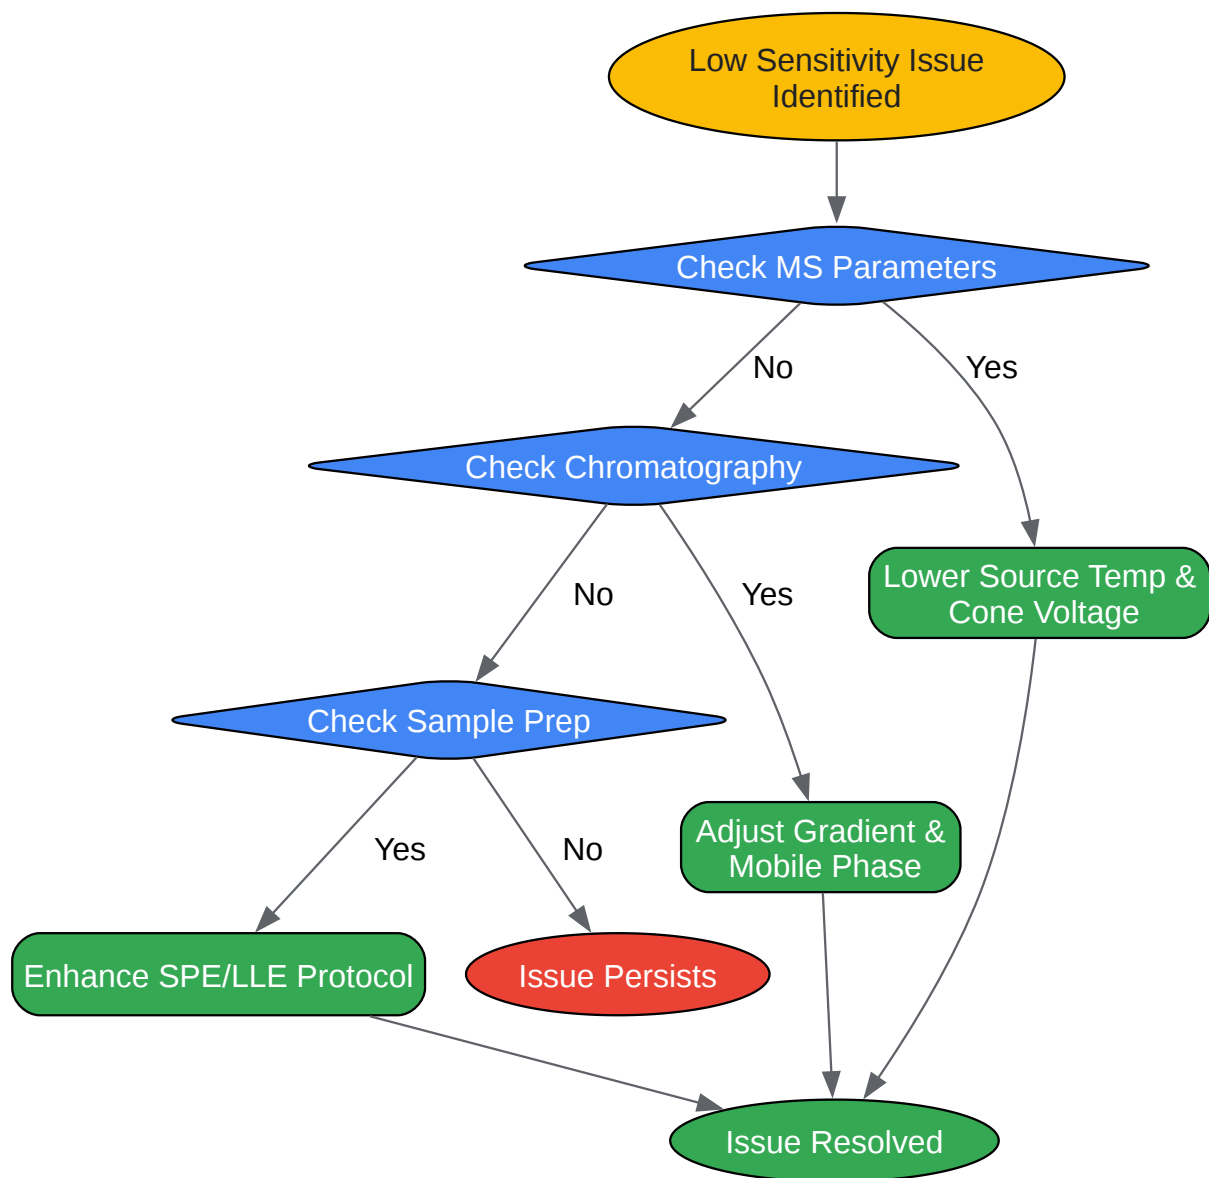 Low Sensitivity Issue
Identified
Check MS Parameters
No
Yes
Check Chromatography
No
Yes
Lower Source Temp &
Cone Voltage
Check Sample Prep
Yes
No
Adjust Gradient &
Mobile Phase
Enhance SPE/LLE Protocol
Issue Persists
Issue Resolved